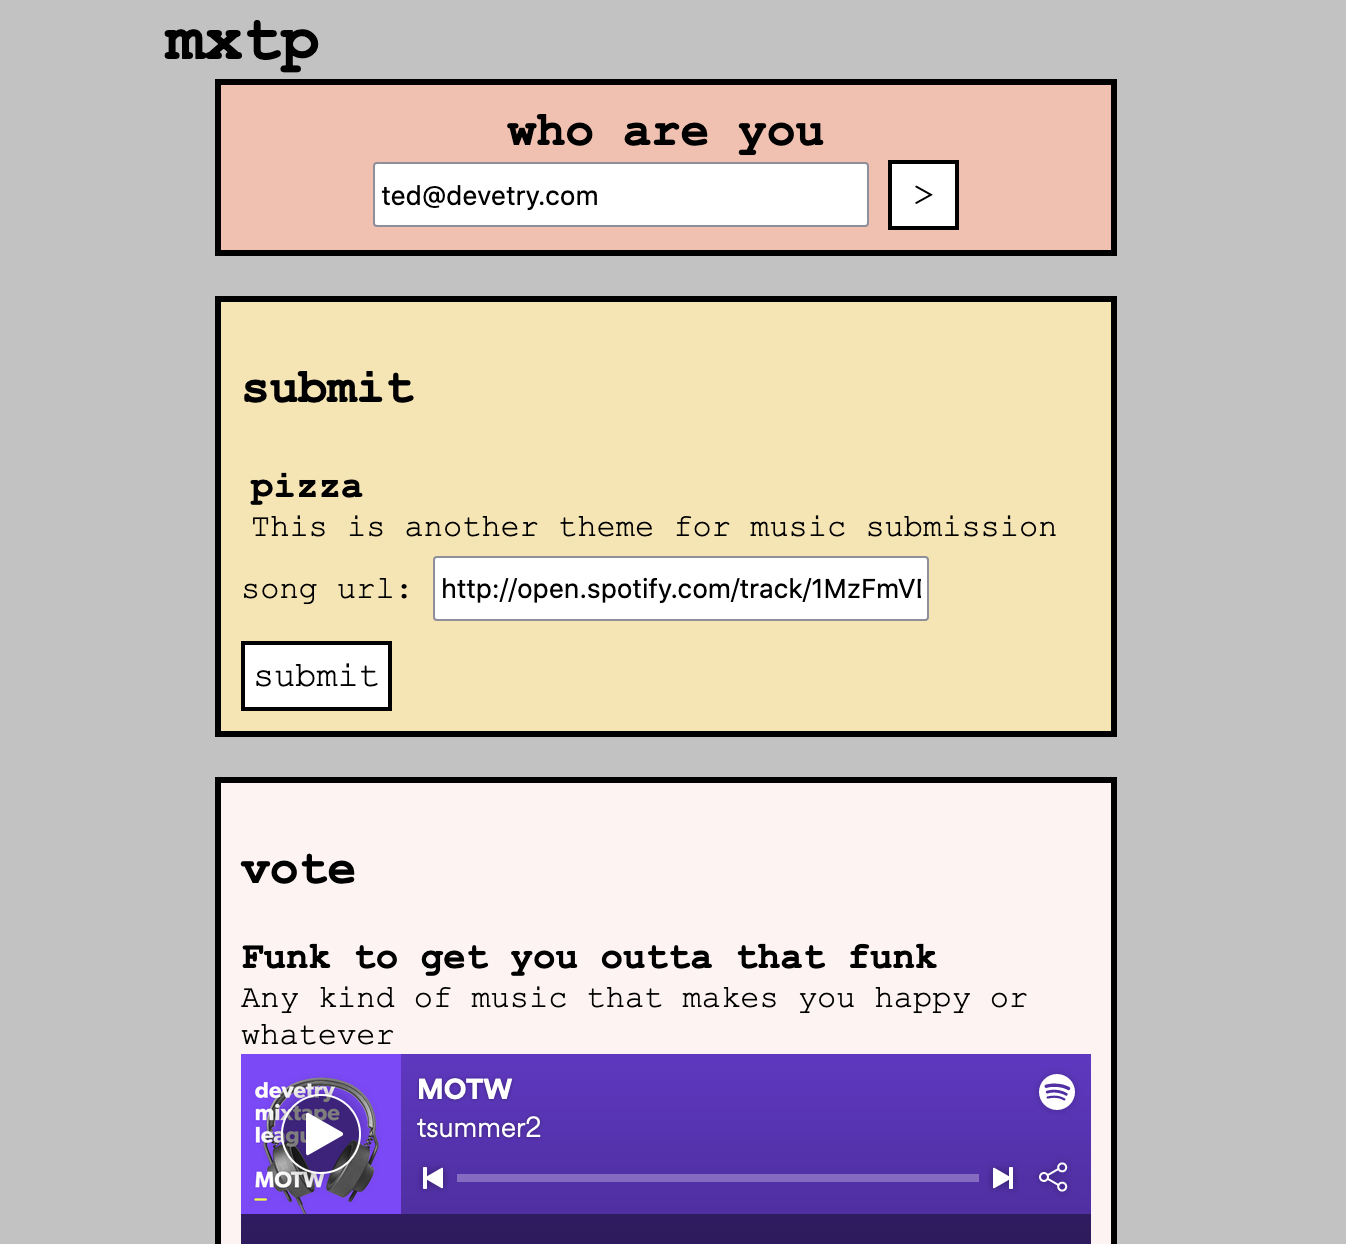 mxtp
who are you
ted@devetry.com
>
submit
pizza
This is another theme for music submission
song url: http://open.spotify.com/track/1MzFmV
submit
vote
Funk to get you outta that funk
Any kind of music that makes you happy or
whatever
devetry
mixtape
league
MOTW
MOTW
tsummer2